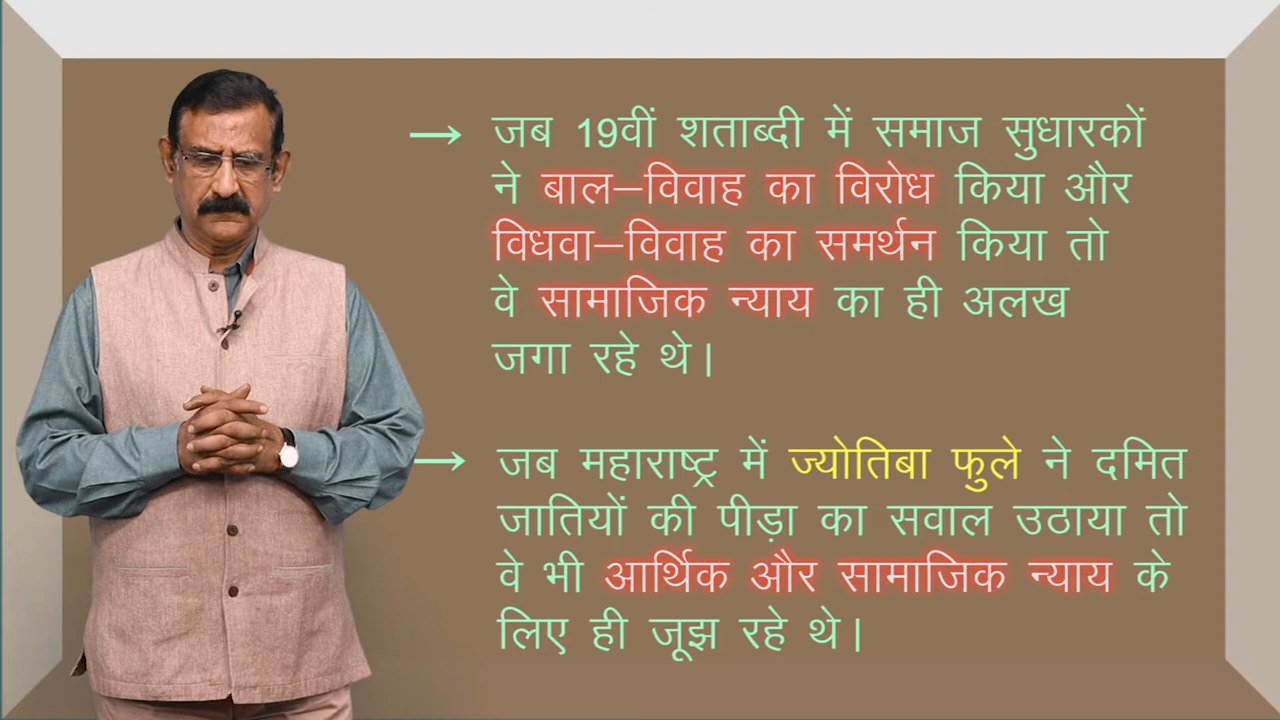 → जब 19वीं शताब्दी में समाज सुधारकों
ने बाल–विवाह का विरोध किया और
विधवा–विवाह का समर्थन किया तो
वे सामाजिक न्याय का ही अलख
जगा रहे थे।
→ जब महाराष्ट्र में ज्योतिबा फुले ने दमित
जातियों की पीड़ा का सवाल उठाया तो
वे भी आर्थिक और सामाजिक न्याय के
लिए ही जूझ रहे थे।